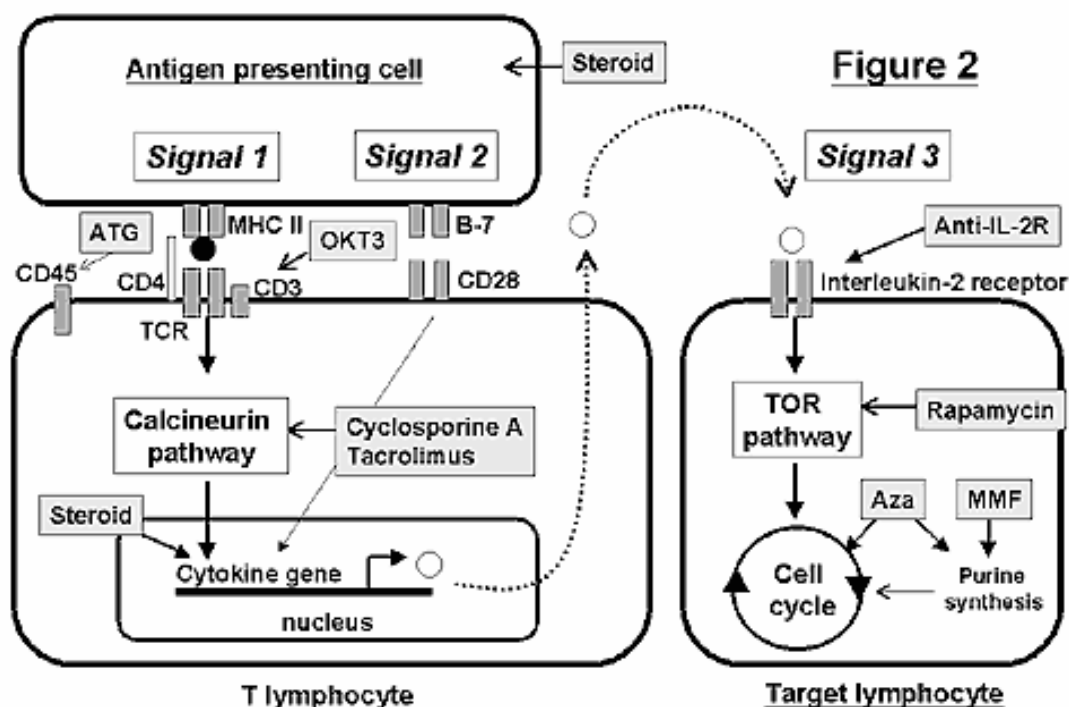 Antigen presenting cell
Steroid
Figure 2
Signal 1
Signal 2
Signal 3
ATG
MHC II
OKT3
B-7
Anti-IL-2R
CD45
CD4
CD3
CD28
Interleukin-2 receptor
TCR
Calcineurin
pathway
Cyclosporine A
Tacrolimus
TOR
pathway
Rapamycin
Steroid
Aza
MMF
Cytokine gene
nucleus
Cell
cycle
Purine
synthesis
T lymphocyte
Target lymphocyte